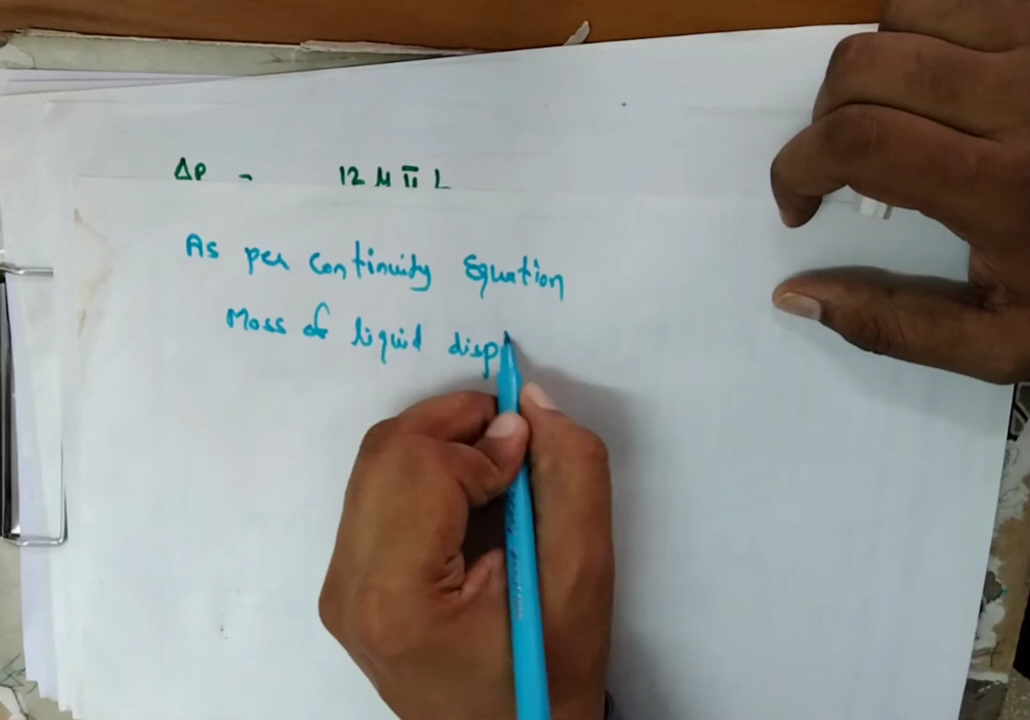 ΔP - 12 μ π L
As per Continuity Equation
Mass of liquid disp